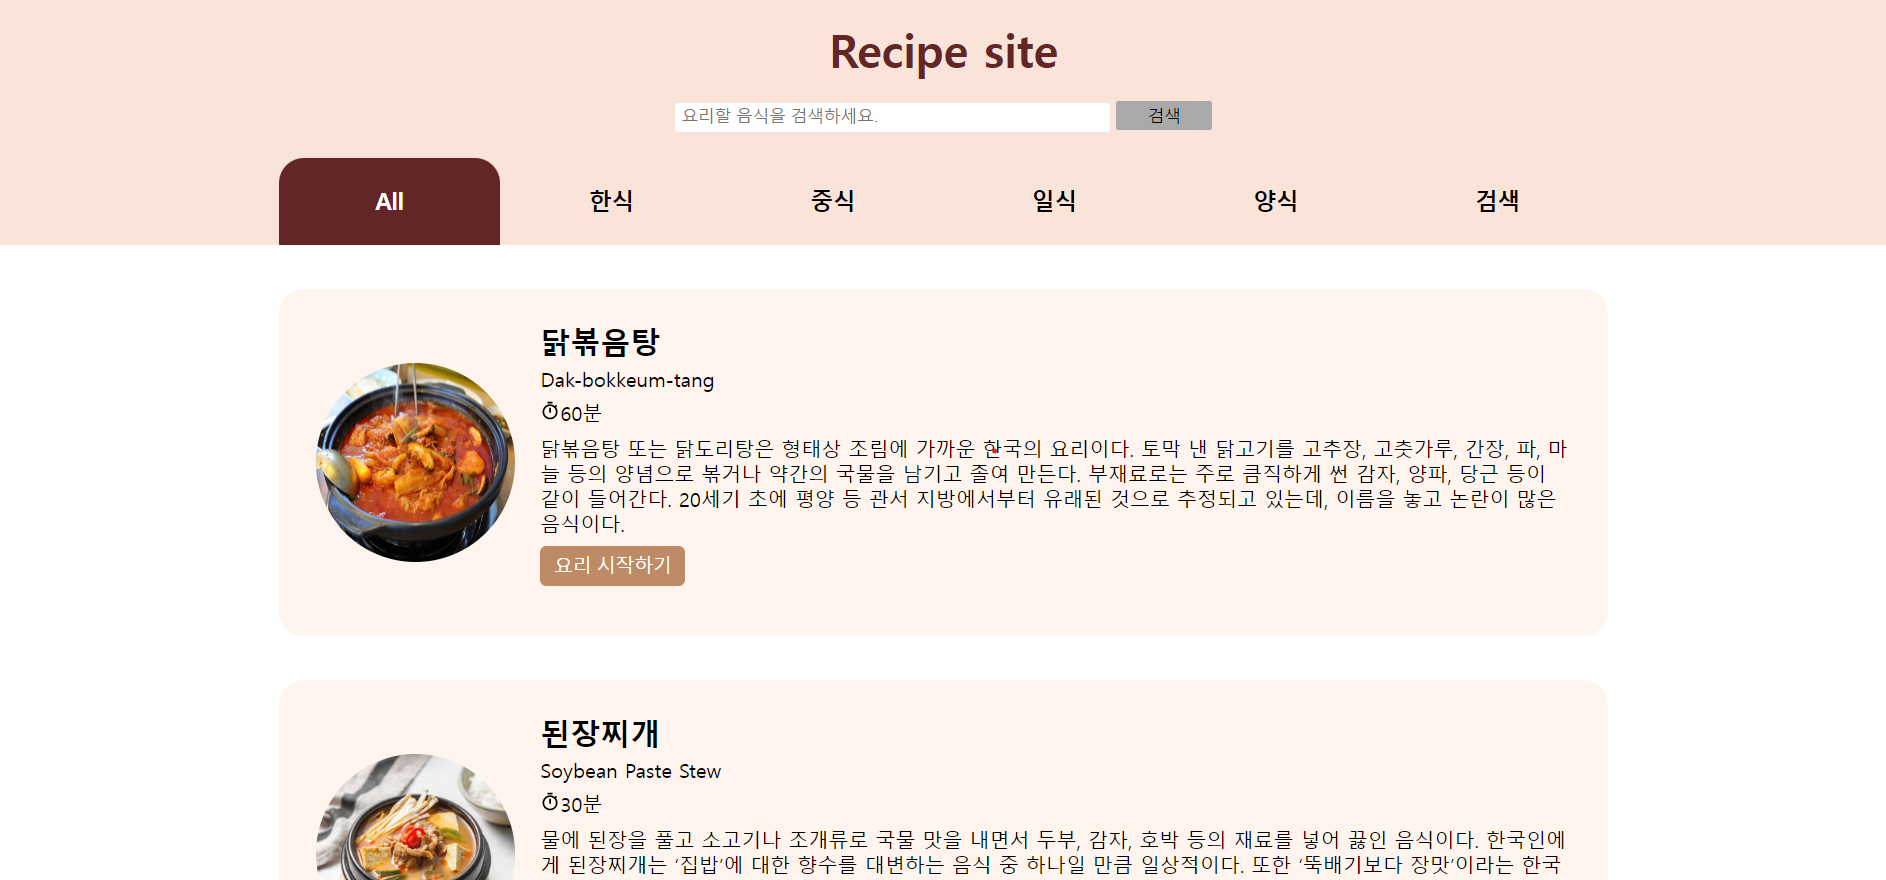 Recipe site
요리할 음식을 검색하세요.
검색
All
한식
중식
일식
양식
검색
닭볶음탕
Dak-bokkeum-tang
60분
닭볶음탕 또는 닭도리탕은 형태상 조림에 가까운 한국의 요리이다. 토막 낸 닭고기를 고추장, 고춧가루, 간장, 파, 마
늘 등의 양념으로 볶거나 약간의 국물을 남기고 졸여 만든다. 부재료로는 주로 큼직하게 썬 감자, 양파, 당근 등이
같이 들어간다. 20세기 초에 평양 등 관서 지방에서부터 유래된 것으로 추정되고 있는데, 이름을 놓고 논란이 많은
음식이다.
요리 시작하기
된장찌개
Soybean Paste Stew
30분
물에 된장을 풀고 소고기나 조개류로 국물 맛을 내면서 두부, 감자, 호박 등의 재료를 넣어 끓인 음식이다. 한국인에
게 된장찌개는 ‘집밥’에 대한 향수를 대변하는 음식 중 하나일 만큼 일상적이다. 또한 ‘뚝배기보다 장맛’이라는 한국